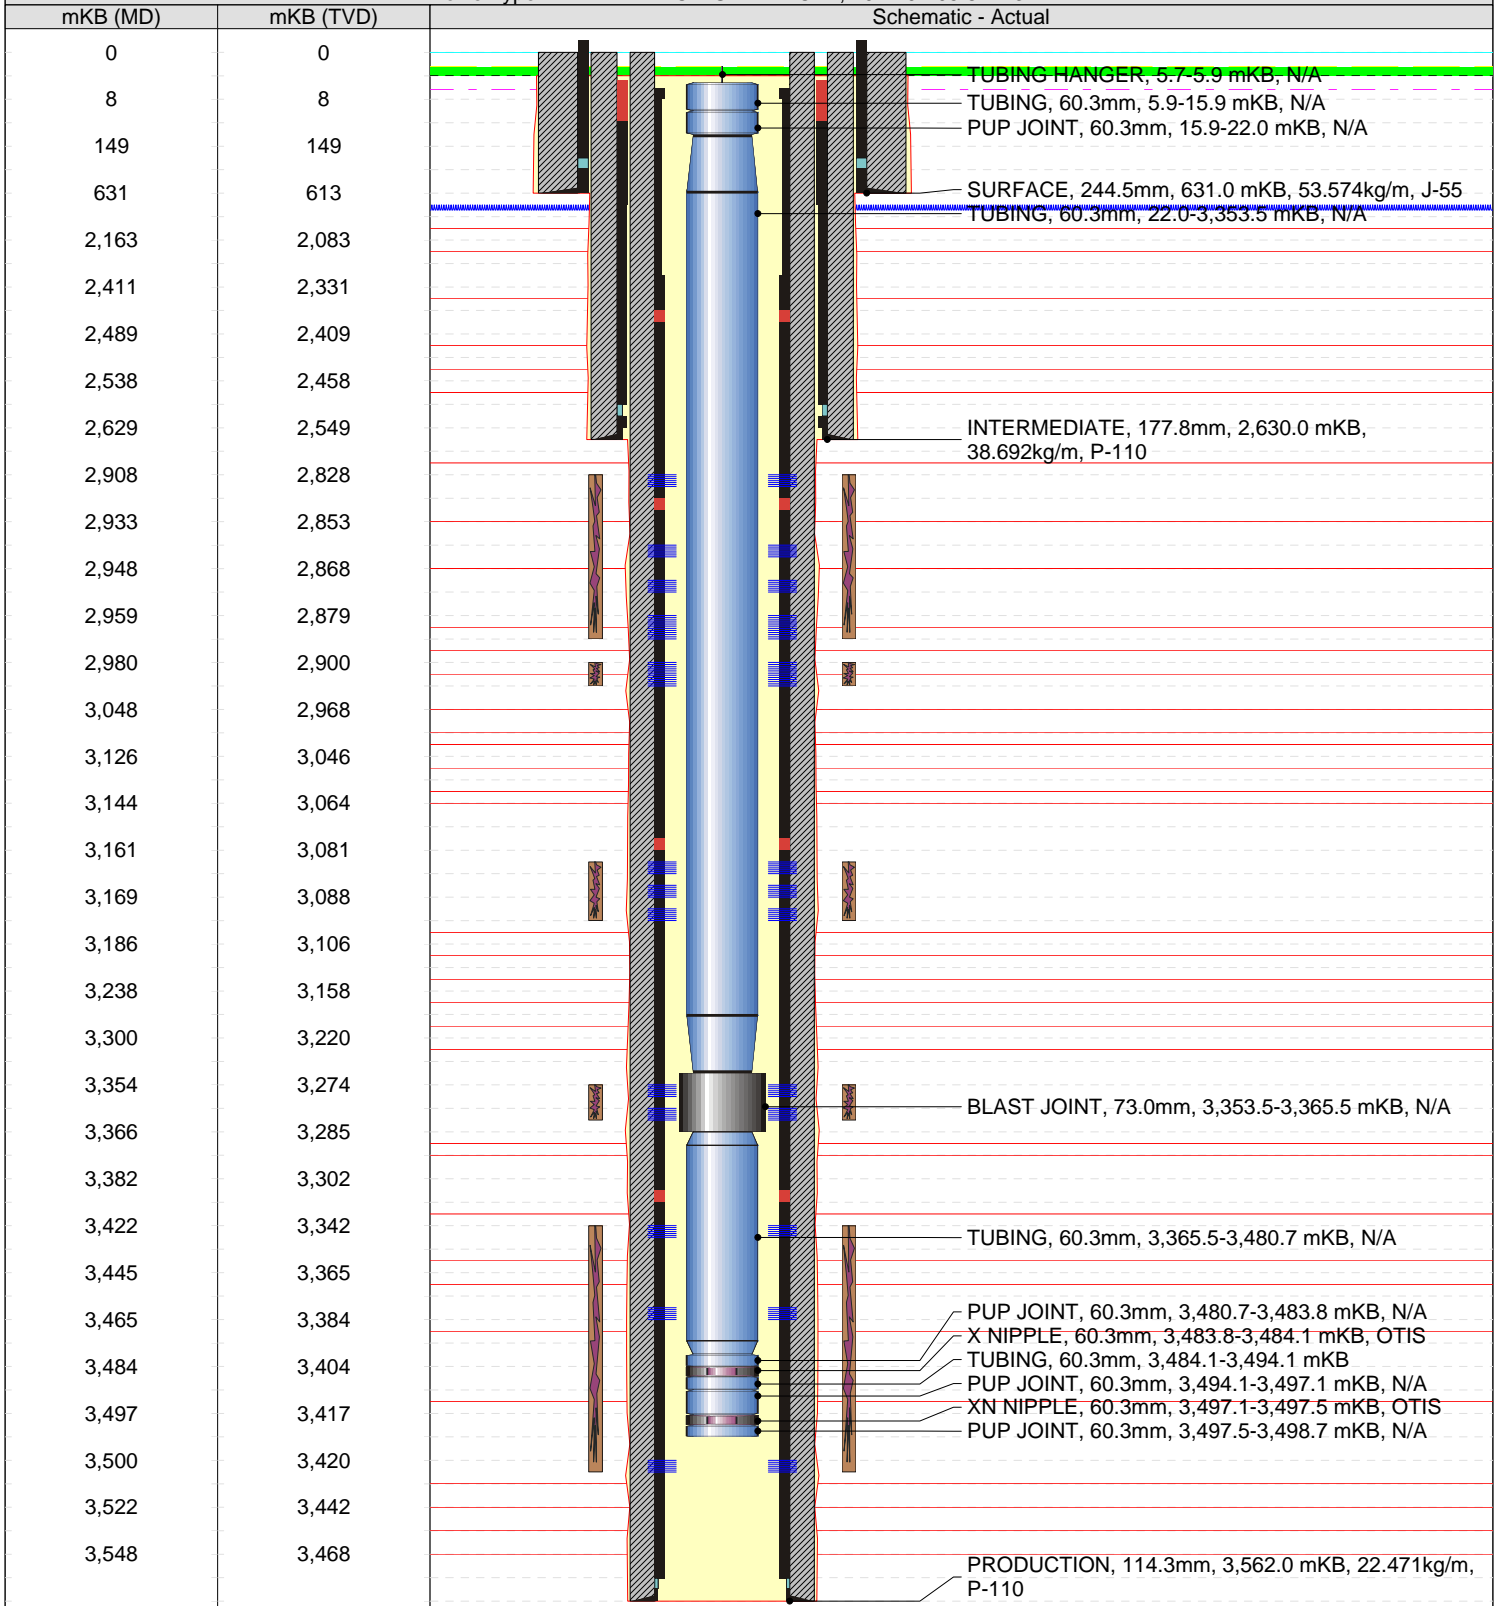 mKB (MD) mKB (TVD) Schematic - Actual
0 0
TUBING HANGER, 5.7-5.9 mKB, N/A
8 8
TUBING, 60.3mm, 5.9-15.9 mKB, N/A
PUP JOINT, 60.3mm, 15.9-22.0 mKB, N/A
149 149
631 613
SURFACE, 244.5mm, 631.0 mKB, 53.574kg/m, J-55
TUBING, 60.3mm, 22.0-3,353.5 mKB, N/A
2,163 2,083
2,411 2,331
2,489 2,409
2,538 2,458
2,629 2,549
INTERMEDIATE, 177.8mm, 2,630.0 mKB,
38.692kg/m, P-110
2,908 2,828
2,933 2,853
2,948 2,868
2,959 2,879
2,980 2,900
3,048 2,968
3,126 3,046
3,144 3,064
3,161 3,081
3,169 3,088
3,186 3,106
3,238 3,158
3,300 3,220
3,354 3,274
BLAST JOINT, 73.0mm, 3,353.5-3,365.5 mKB, N/A
3,366 3,285
3,382 3,302
3,422 3,342
TUBING, 60.3mm, 3,365.5-3,480.7 mKB, N/A
3,445 3,365
PUP JOINT, 60.3mm, 3,480.7-3,483.8 mKB, N/A
3,465 3,384
X NIPPLE, 60.3mm, 3,483.8-3,484.1 mKB, OTIS
TUBING, 60.3mm, 3,484.1-3,494.1 mKB
3,484 3,404
PUP JOINT, 60.3mm, 3,494.1-3,497.1 mKB, N/A
XN NIPPLE, 60.3mm, 3,497.1-3,497.5 mKB, OTIS
3,497 3,417
PUP JOINT, 60.3mm, 3,497.5-3,498.7 mKB, N/A
3,500 3,420
3,522 3,442
3,548 3,468
PRODUCTION, 114.3mm, 3,562.0 mKB, 22.471kg/m,
P-110